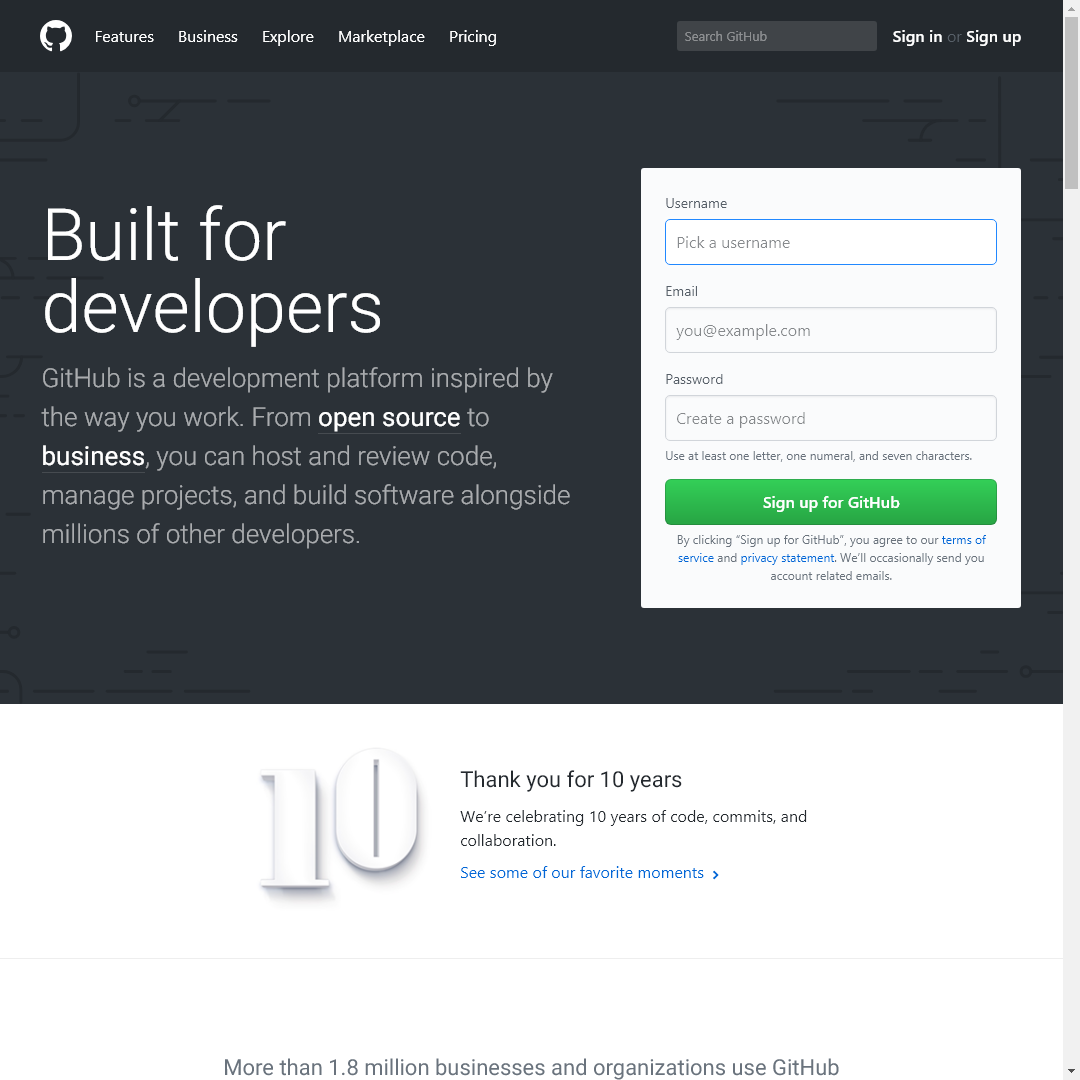 Features Business Explore Marketplace Pricing Search GitHub Sign in or Sign up
Built for
developers
GitHub is a development platform inspired by
the way you work. From open source to
business, you can host and review code,
manage projects, and build software alongside
millions of other developers.
Username
Pick a username
Email
you@example.com
Password
Create a password
Use at least one letter, one numeral, and seven characters.
Sign up for GitHub
By clicking “Sign up for GitHub”, you agree to our terms of
service and privacy statement. We’ll occasionally send you
account related emails.
10
Thank you for 10 years
We’re celebrating 10 years of code, commits, and
collaboration.
See some of our favorite moments
More than 1.8 million businesses and organizations use GitHub